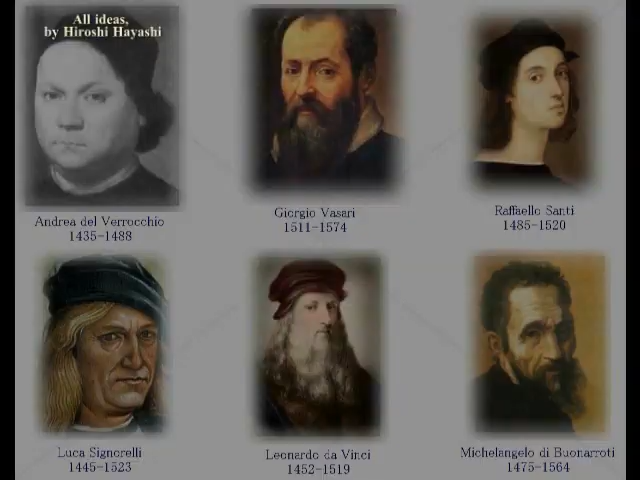 All ideas,
by Hiroshi Hayashi
Andrea del Verrocchio
1435-1488
Giorgio Vasari
1511-1574
Raffaello Santi
1485-1520
Luca Signorelli
1445-1523
Leonardo da Vinci
1452-1519
Michelangelo di Buonarroti
1475-1564